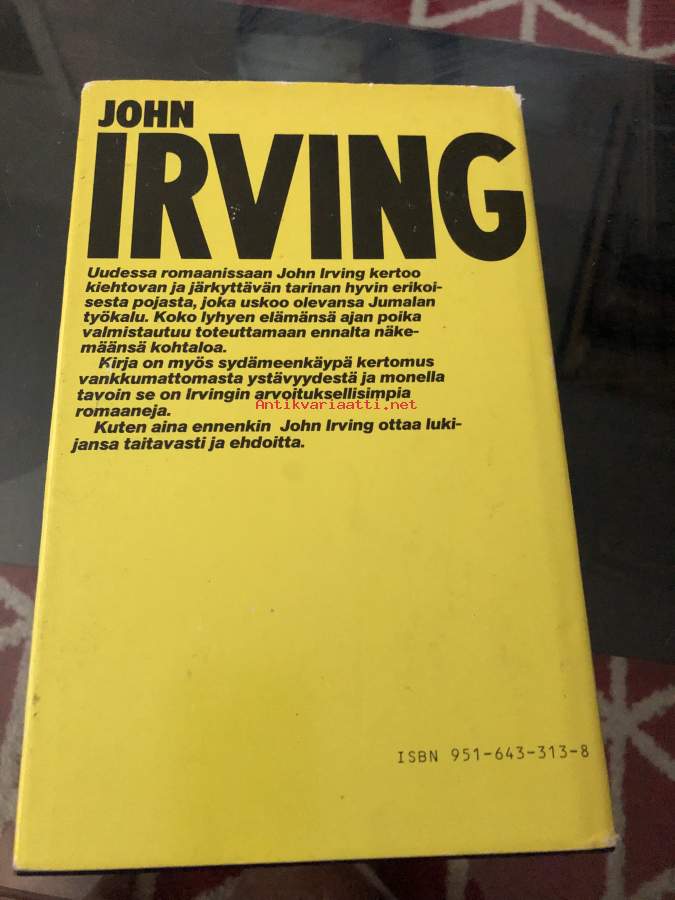 JOHN
IRVING
Uudessa romaanissaan John Irving kertoo
kiehtovan ja järkyttävän tarinan hyvin erikoi-
sesta pojasta, joka uskoo olevansa Jumalan
työkalu. Koko lyhyen elämänsä ajan poika
valmistautuu toteuttamaan ennalta näke-
määnsä kohtaloa.
Kirja on myös sydämeenkäypä kertomus
vankkumattomasta ystävyydestä ja monella
tavoin se on Irvingin arvoituksellisimpia
Antikvariaatti.net
romaaneja.
Kuten aina ennenkin John Irving ottaa luki-
jansa taitavasti ja ehdoitta.
ISBN 951-643-313-8